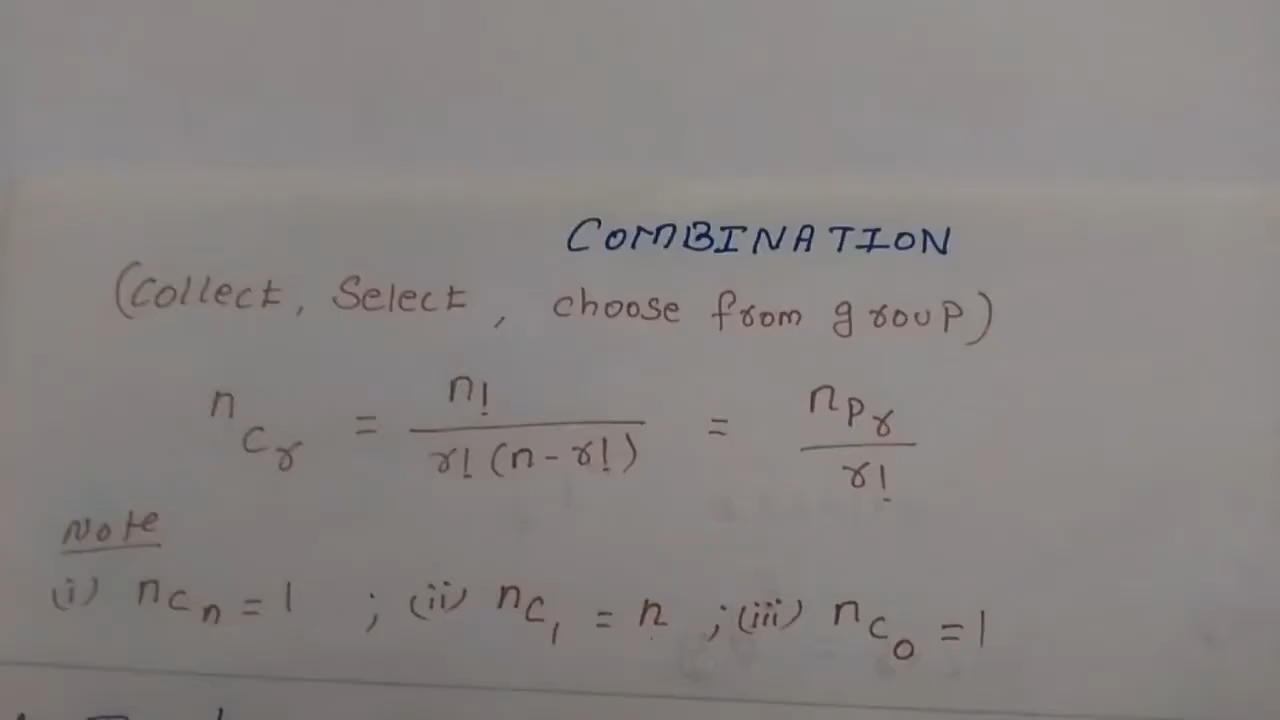 COMBINATION
(Collect, Select, choose from group)
nCr = n! / r!(n-r!) = nPr / r!
Note
(i) nCn = 1 ; (ii) nC1 = n ; (iii) nC0 = 1